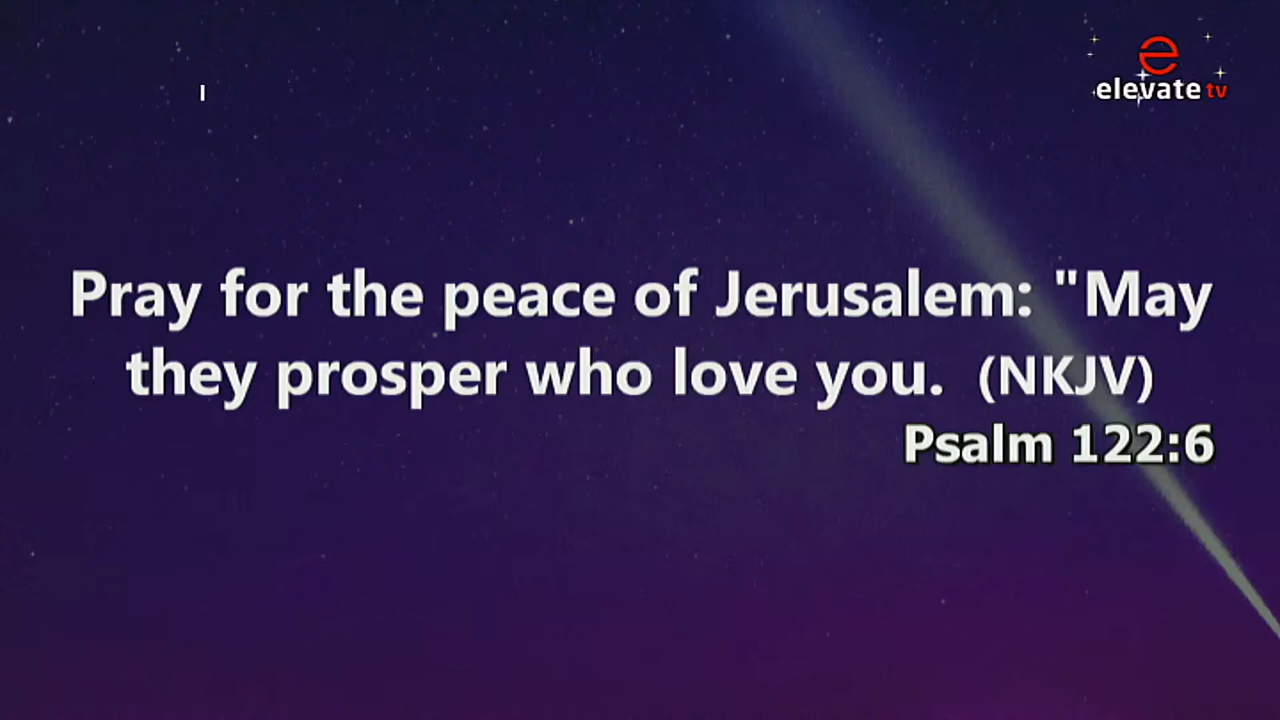 e
elevate tv
Pray for the peace of Jerusalem: "May
they prosper who love you. (NKJV)
Psalm 122:6